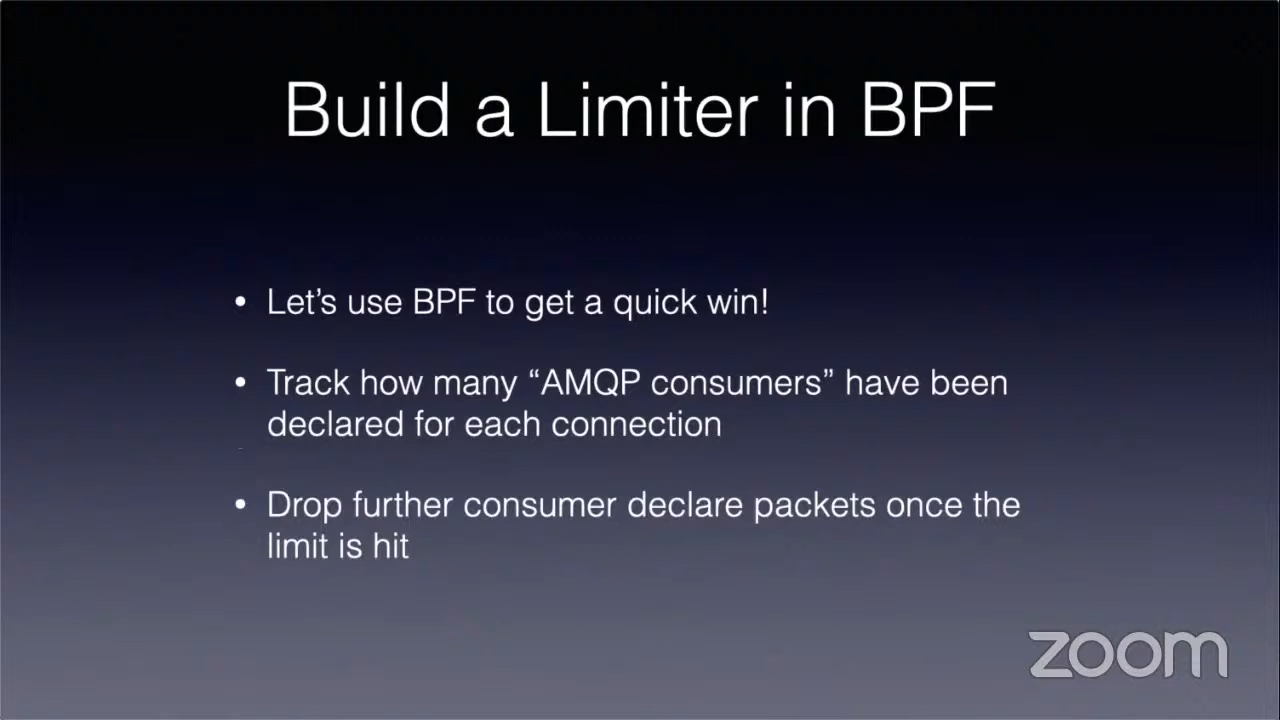 Build a Limiter in BPF
• Let’s use BPF to get a quick win!
• Track how many “AMQP consumers” have been
declared for each connection
• Drop further consumer declare packets once the
limit is hit
zoom